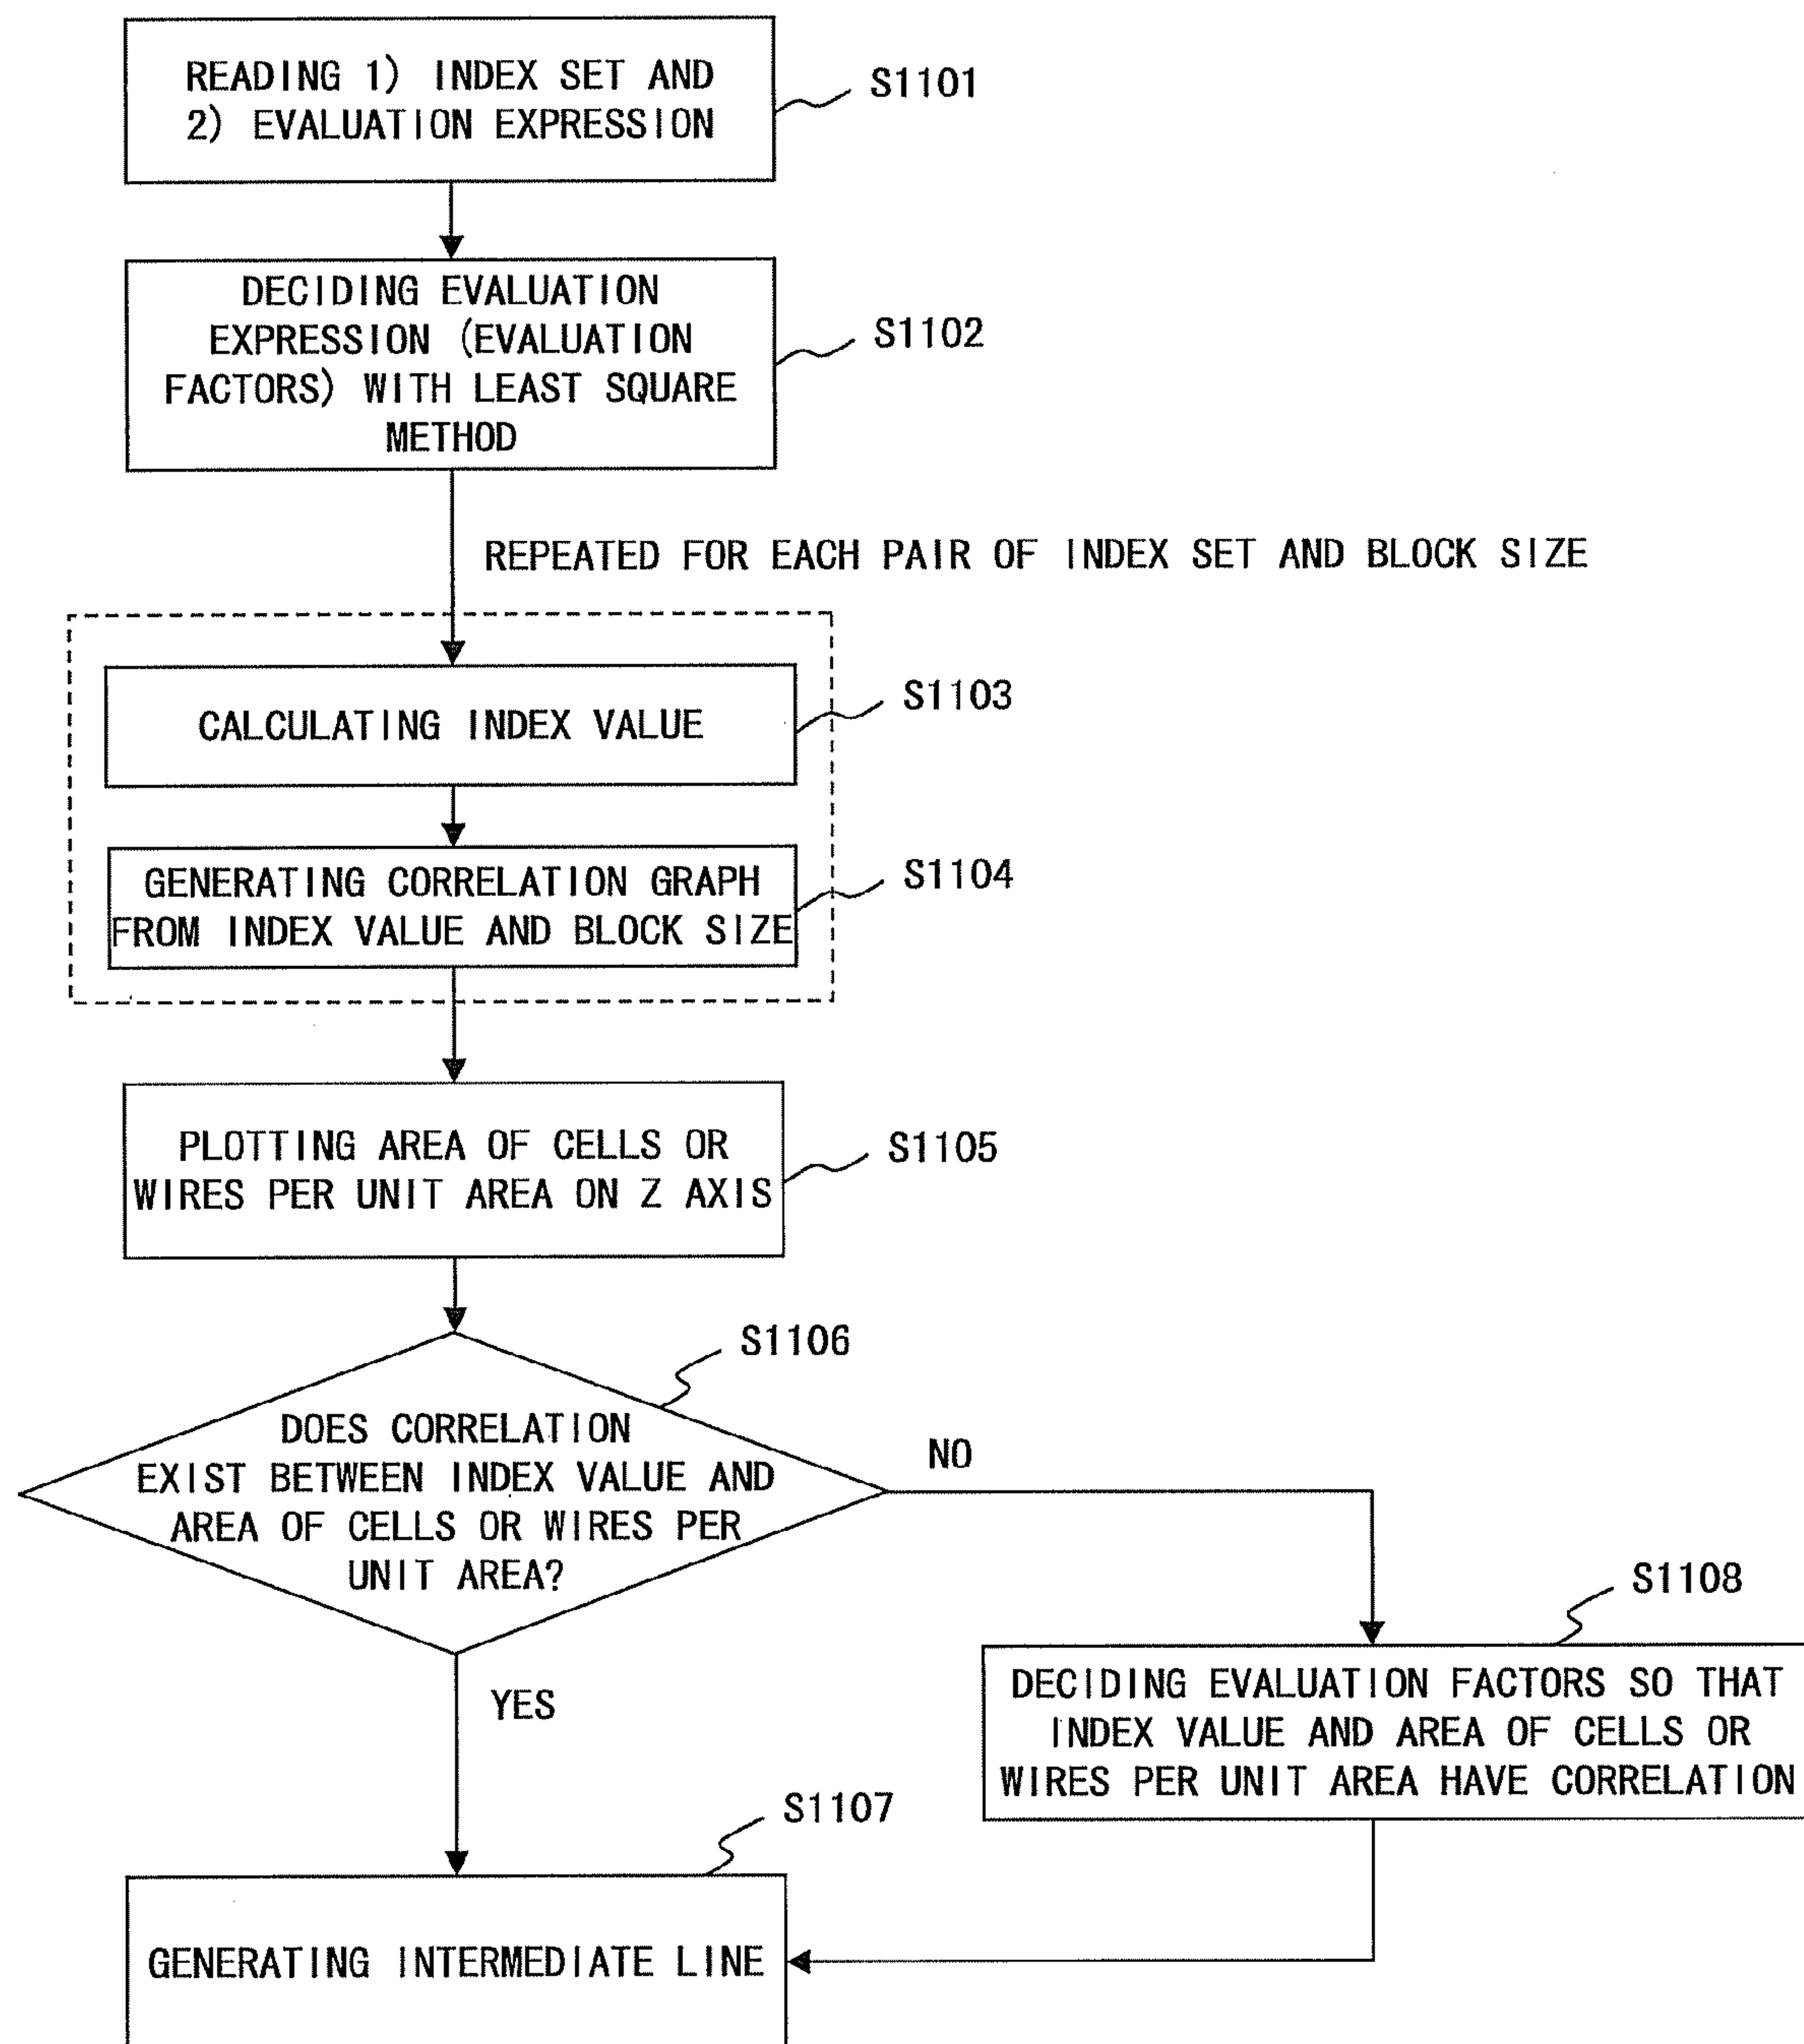 READING 1) INDEX SET AND
2) EVALUATION EXPRESSION
S1101
DECIDING EVALUATION
EXPRESSION (EVALUATION
FACTORS) WITH LEAST SQUARE
METHOD
S1102
REPEATED FOR EACH PAIR OF INDEX SET AND BLOCK SIZE
CALCULATING INDEX VALUE
S1103
GENERATING CORRELATION GRAPH
FROM INDEX VALUE AND BLOCK SIZE
S1104
PLOTTING AREA OF CELLS OR
WIRES PER UNIT AREA ON Z AXIS
S1105
S1106
DOES CORRELATION
EXIST BETWEEN INDEX VALUE AND
AREA OF CELLS OR WIRES PER
UNIT AREA?
NO
YES
S1108
DECIDING EVALUATION FACTORS SO THAT
INDEX VALUE AND AREA OF CELLS OR
WIRES PER UNIT AREA HAVE CORRELATION
S1107
GENERATING INTERMEDIATE LINE